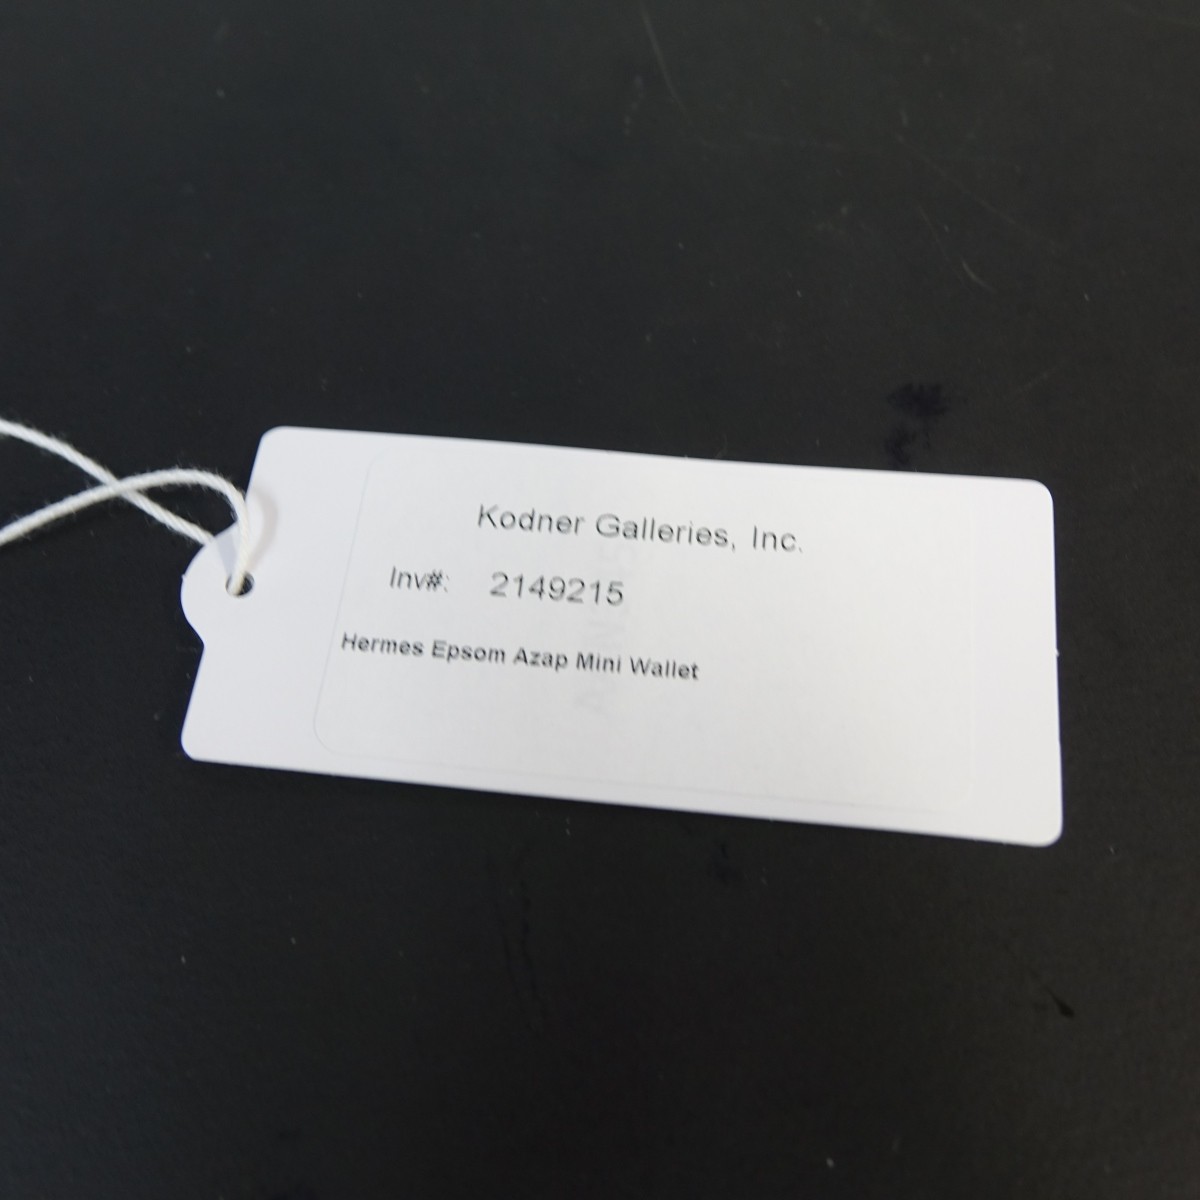 Kodner Galleries, Inc.
Inv#: 2149215
Hermes Epsom Azap Mini Wallet